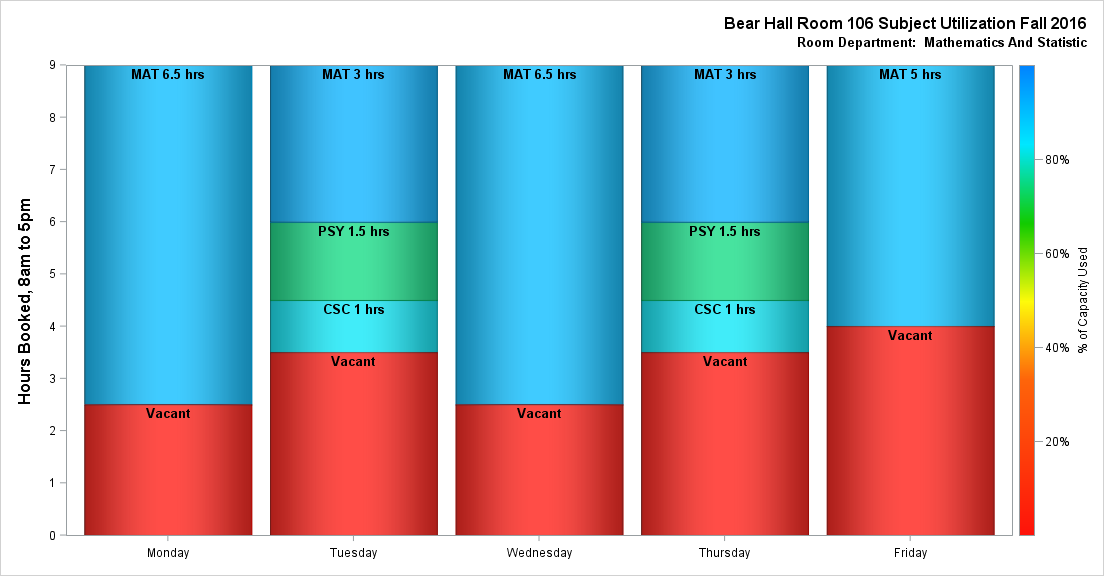 Bear Hall Room 106 Subject Utilization Fall 2016
Room Department:  Mathematics And Statistic
Hours Booked, 8am to 5pm
9
8
7
6
5
4
3
2
1
0
MAT 6.5 hrs
Vacant
MAT 3 hrs
PSY 1.5 hrs
CSC 1 hrs
Vacant
MAT 6.5 hrs
Vacant
MAT 3 hrs
PSY 1.5 hrs
CSC 1 hrs
Vacant
MAT 5 hrs
Vacant
Monday
Tuesday
Wednesday
Thursday
Friday
80%
60%
40%
20%
% of Capacity Used